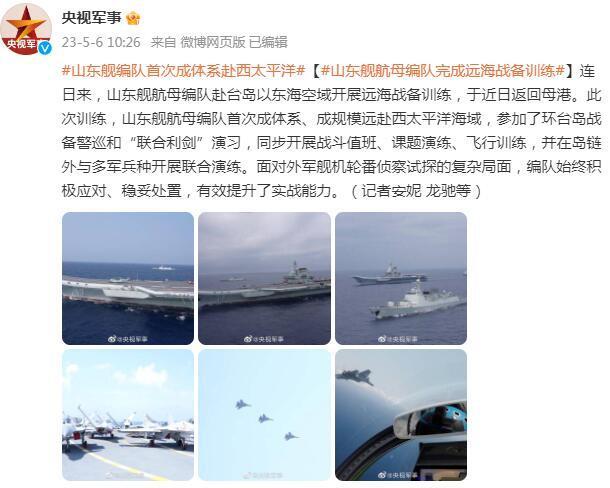 央视军事
央视军事
23-5-6 10:26 来自 微博网页版 已编辑
#山东舰编队首次成体系赴西太平洋#【#山东舰航母编队完成远海战备训练#】连
日来，山东舰航母编队赴台岛以东海空域开展远海战备训练，于近日返回母港。此
次训练，山东舰航母编队首次成体系、成规模远赴西太平洋海域，参加了环台岛战
备警巡和“联合利剑”演习，同步开展战斗值班、课题演练、飞行训练，并在岛链
外与多军兵种开展联合演练。面对外军舰机轮番侦察试探的复杂局面，编队始终积
极应对、稳妥处置，有效提升了实战能力。（记者安妮 龙驰等）
@央视军事
@央视军事
@央视军事
@央视军事
@央视军事
@央视军事